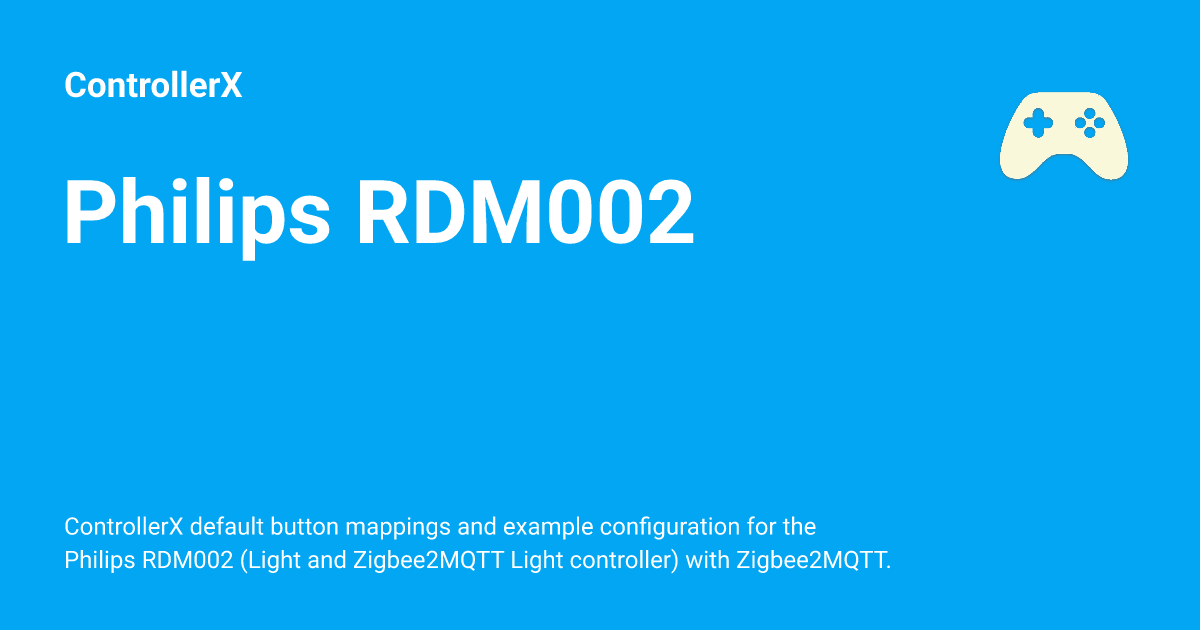 ControllerX
Philips RDM002
ControllerX default button mappings and example configuration for the
Philips RDM002 (Light and Zigbee2MQTT Light controller) with Zigbee2MQTT.